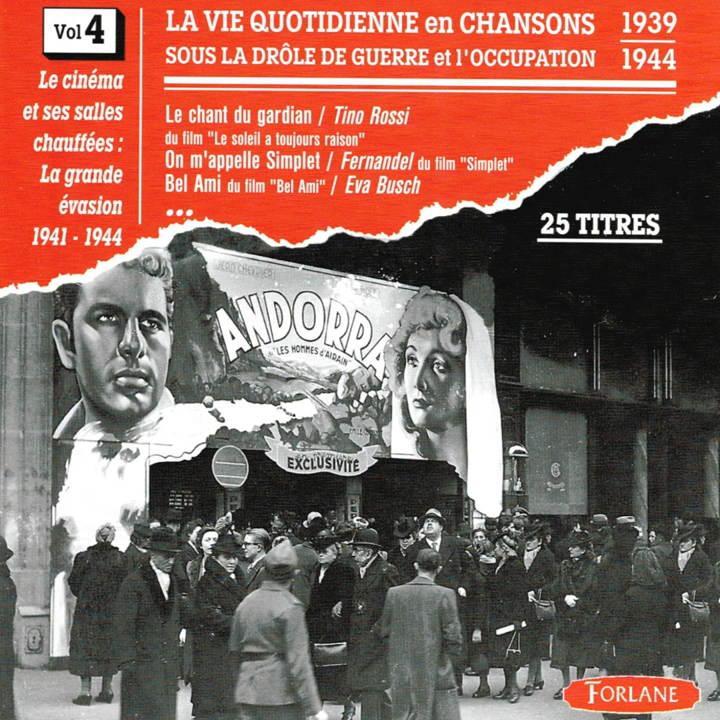 Vol 4
LA VIE QUOTIDIENNE en CHANSONS
SOUS LA DRÔLE DE GUERRE et l'OCCUPATION
1939
1944
Le cinéma
et ses salles
chauffées :
La grande
évasion
1941 - 1944
Le chant du gardian / Tino Rossi
du film "Le soleil a toujours raison"
On m'appelle Simplet / Fernandel du film "Simplet"
Bel Ami du film "Bel Ami" / Eva Busch
...
25 TITRES
JEAN CHEVRIER
ANDORRA
"LES HOMMES d'AIRAIN"
EXCLUSIVITÉ
FORLANE